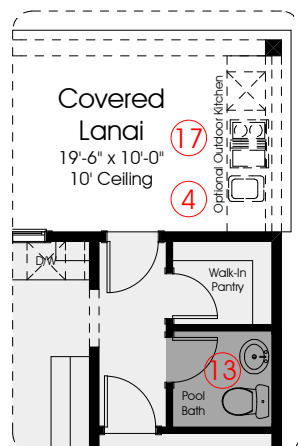 Covered
Lanai
19'-6" x 10'-0"
10' Ceiling
17
4
Optional Outdoor Kitchen
D/W
Walk-In
Pantry
13
Pool
Bath